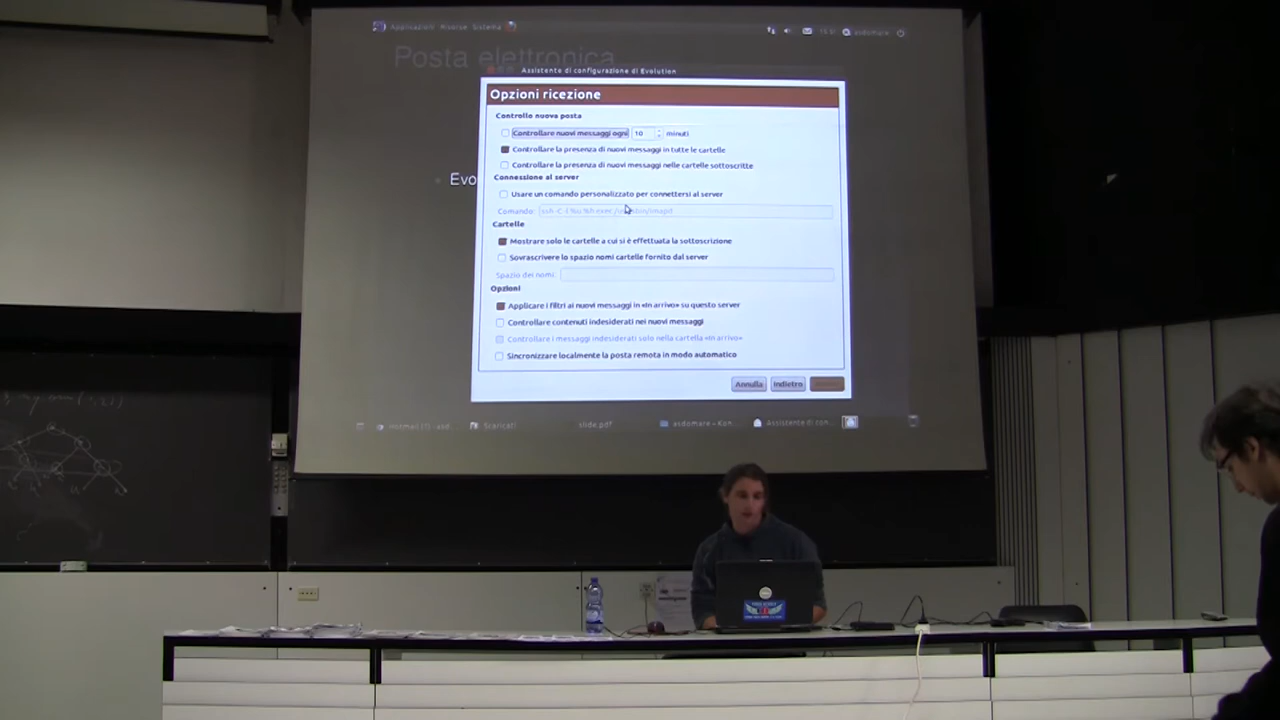 Applicazioni Risorse Sistema
asdomare
Posta elettronica
Assistente di configurazione di Evolution
Opzioni ricezione
Controllo nuova posta
Controllare nuovi messaggi ogni 10 minuti
Controllare la presenza di nuovi messaggi in tutte le cartelle
Controllare la presenza di nuovi messaggi nelle cartelle sottoscritte
Evo
Connessione al server
Usare un comando personalizzato per connettersi al server
Comando:
Cartelle
Mostrare solo le cartelle a cui si è effettuata la sottoscrizione
Sovrascrivere lo spazio nomi cartelle fornito dal server
Spazio dei nomi:
Opzioni
Applicare i filtri ai nuovi messaggi in «In arrivo» su questo server
Controllare contenuti indesiderati nei nuovi messaggi
Controllare i messaggi indesiderati solo nella cartella «In arrivo»
Sincronizzare localmente la posta remota in modo automatico
Annulla Indietro
Scaricati slide.pdf asdomare – Kon... Assistente di con...